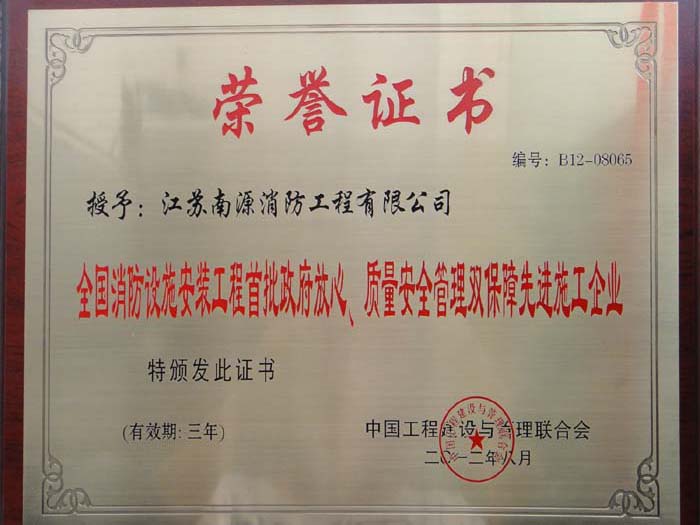 荣誉证书
编号：B12-08065
授予：江苏南源消防工程有限公司
全国消防设施安装工程首批政府放心、质量安全管理双保障先进施工企业
特颁发此证书
(有效期:三年)
中国工程建设与管理联合会
二〇一二年八月